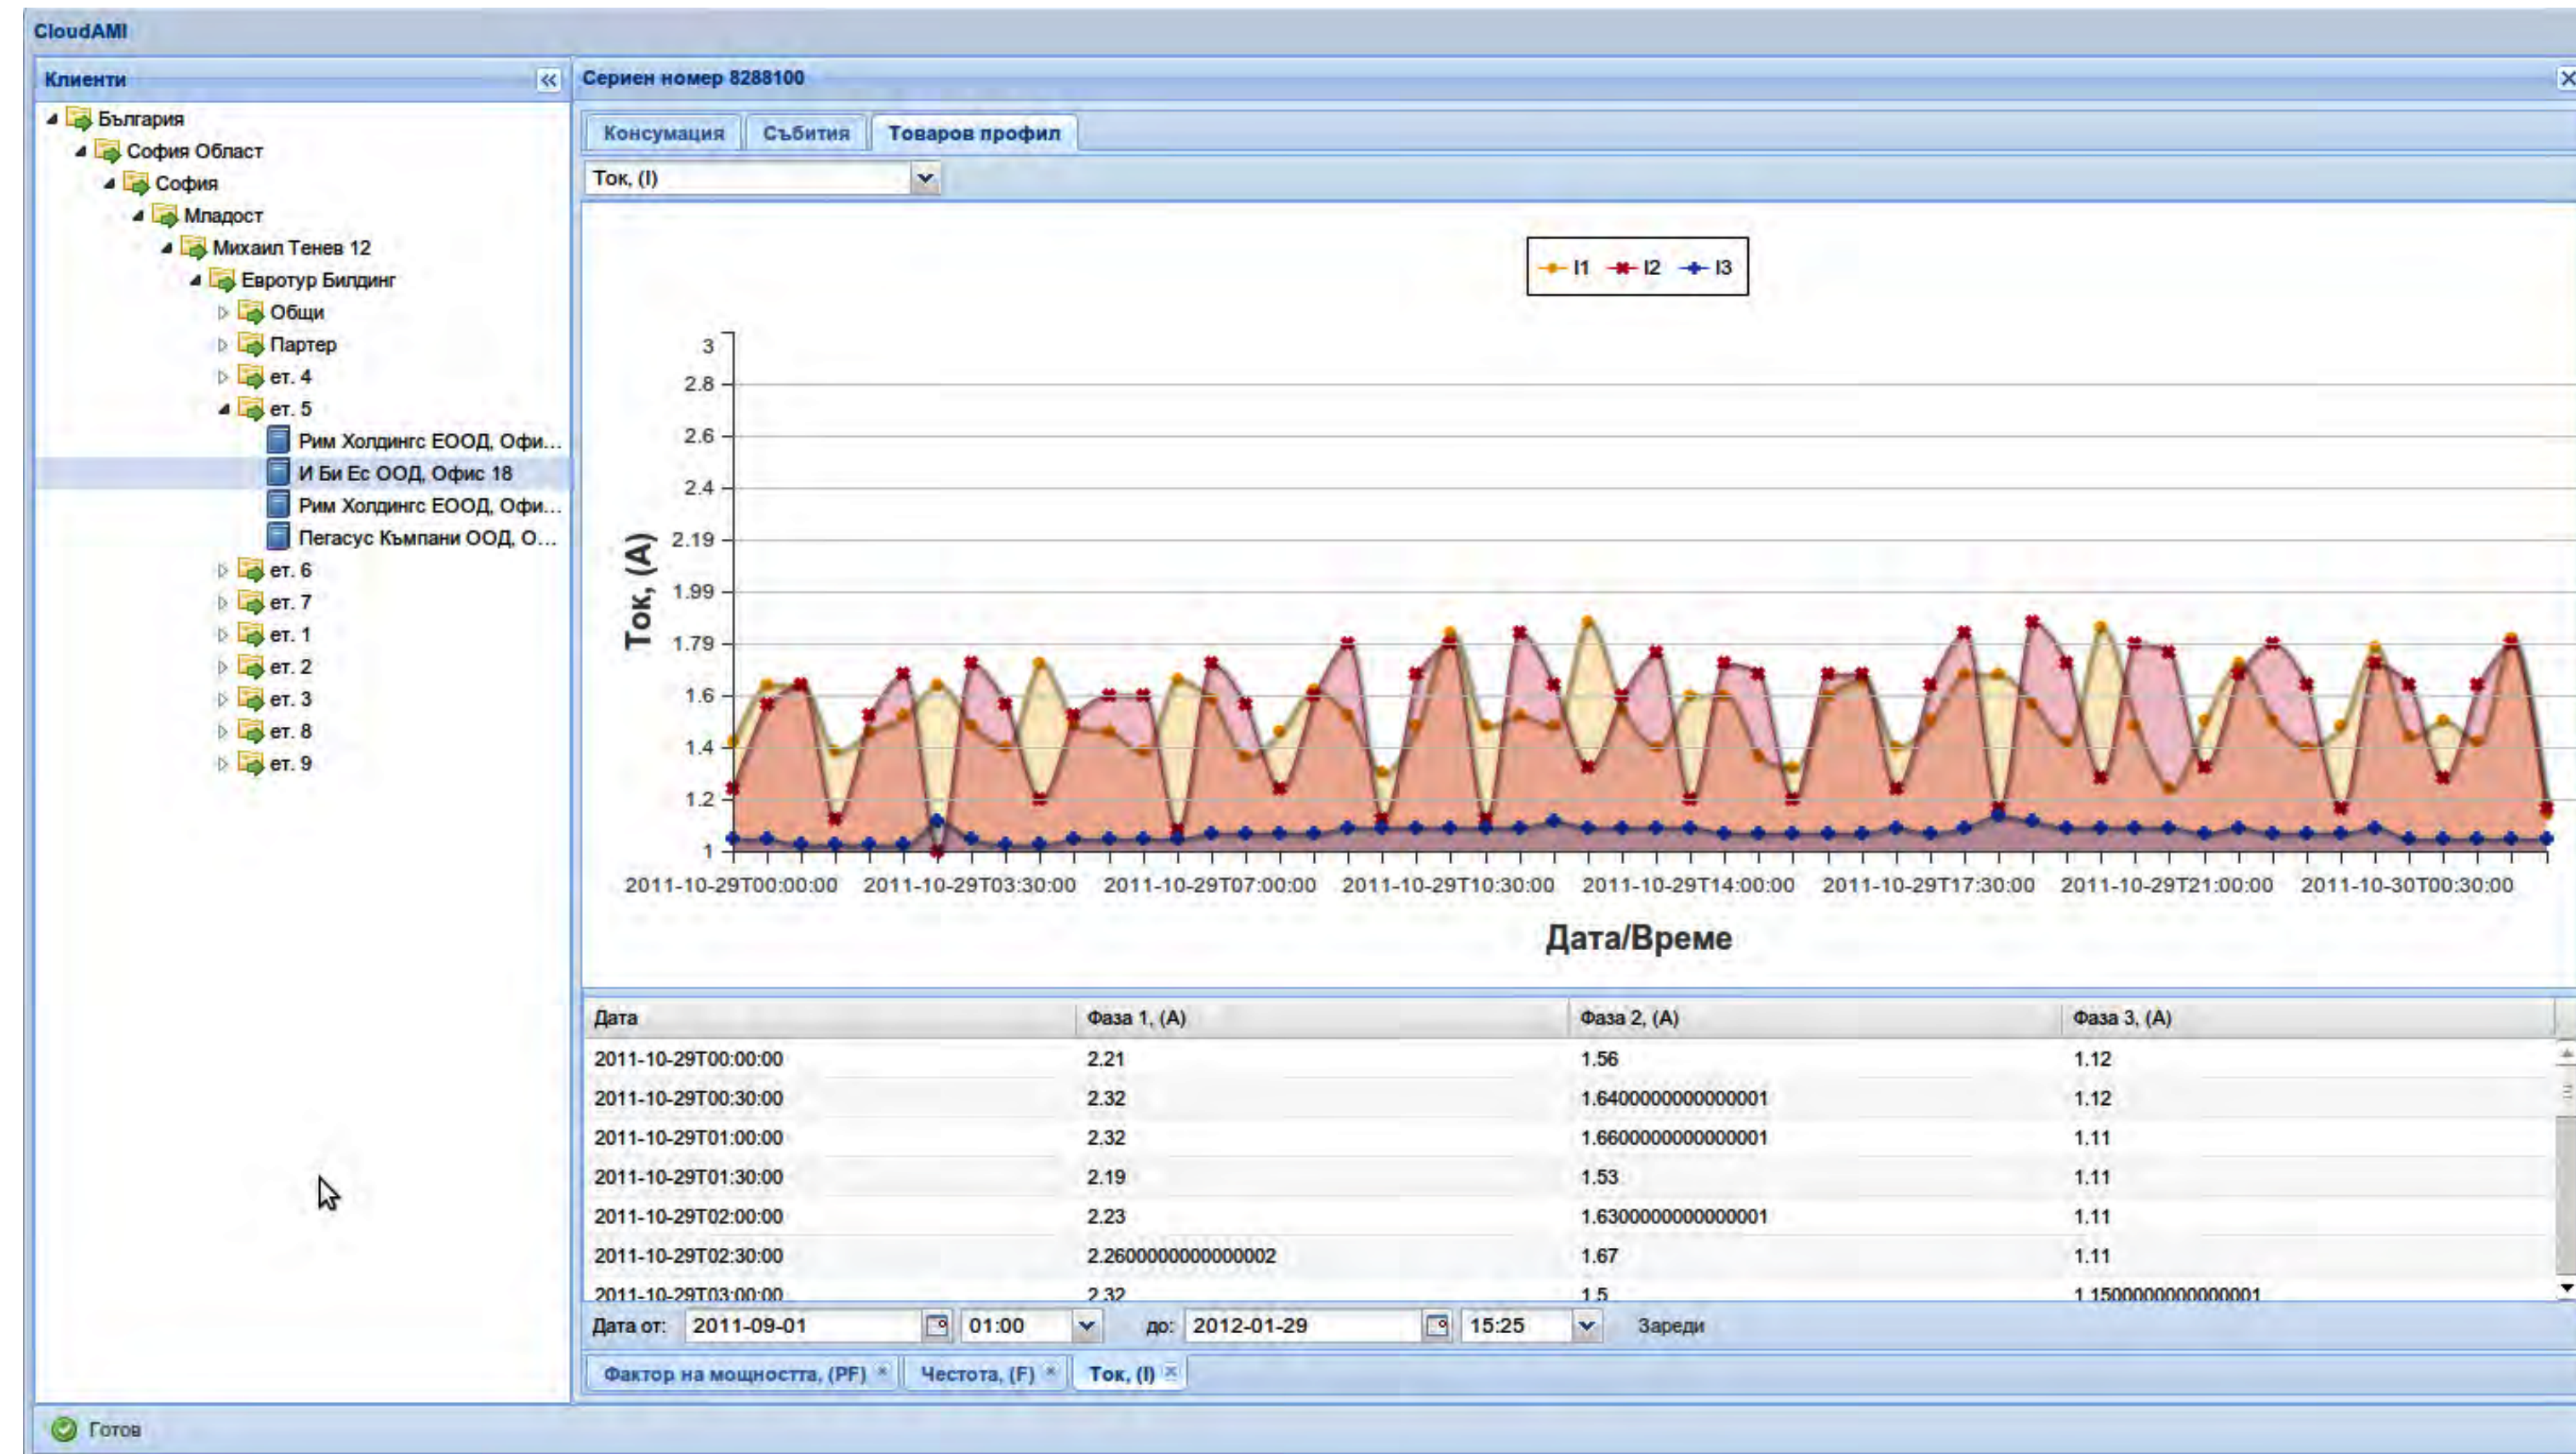 CloudAMI
Клиенти
България
София Област
София
Младост
Михаил Тенев 12
Евротур Билдинг
Общи
Партер
ет. 4
ет. 5
Рим Холдингс ЕООД, Офи...
И Би Ес ООД, Офис 18
Рим Холдингс ЕООД, Офи...
Пегасус Къмпани ООД, О...
ет. 6
ет. 7
ет. 1
ет. 2
ет. 3
ет. 8
ет. 9
Сериен номер 8288100
Консумация Събития Товаров профил
Ток, (I)
I1 I2 I3
3
2.8
2.6
2.4
2.19
1.99
1.79
1.6
1.4
1.2
1
Ток, (A)
2011-10-29T00:00:00 2011-10-29T03:30:00 2011-10-29T07:00:00 2011-10-29T10:30:00 2011-10-29T14:00:00 2011-10-29T17:30:00 2011-10-29T21:00:00 2011-10-30T00:30:00
Дата/Време
Дата Фаза 1, (A) Фаза 2, (A) Фаза 3, (A)
2011-10-29T00:00:00 2.21 1.56 1.12
2011-10-29T00:30:00 2.32 1.6400000000000001 1.12
2011-10-29T01:00:00 2.32 1.6600000000000001 1.11
2011-10-29T01:30:00 2.19 1.53 1.11
2011-10-29T02:00:00 2.23 1.6300000000000001 1.11
2011-10-29T02:30:00 2.2600000000000002 1.67 1.11
2011-10-29T03:00:00 2.32 1.5 1.1500000000000001
Дата от: 2011-09-01 01:00 до: 2012-01-29 15:25 Зареди
Фактор на мощността, (PF) Честота, (F) Ток, (I)
Готов